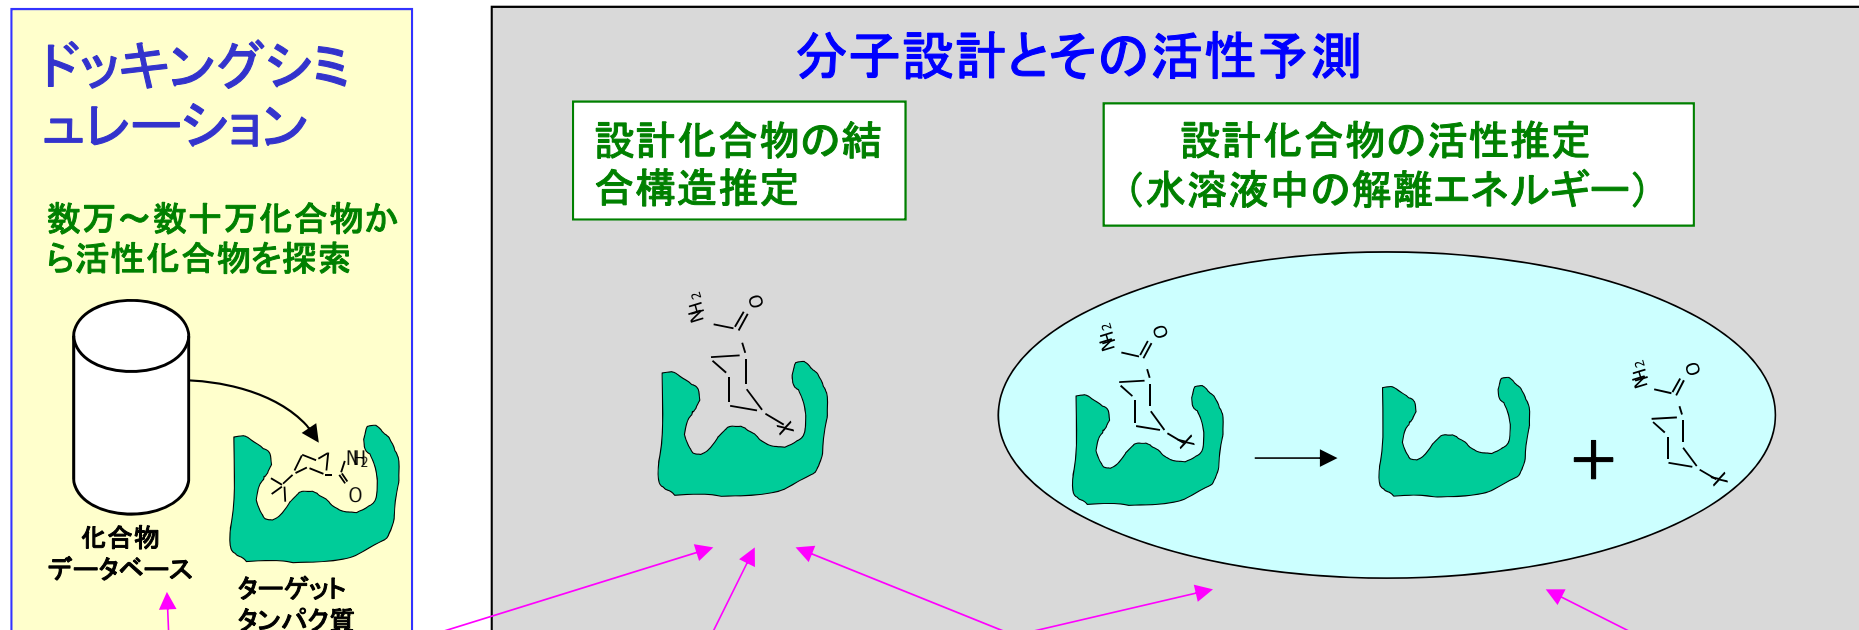 ドッキングシミ
ュレーション
数万～数十万化合物か
ら活性化合物を探索
NH2
O
化合物
データベース
ターゲット
タンパク質
分子設計とその活性予測
設計化合物の結
合構造推定
NH2
O
X
設計化合物の活性推定
（水溶液中の解離エネルギー）
NH2
O
X
+
NH2
O
X